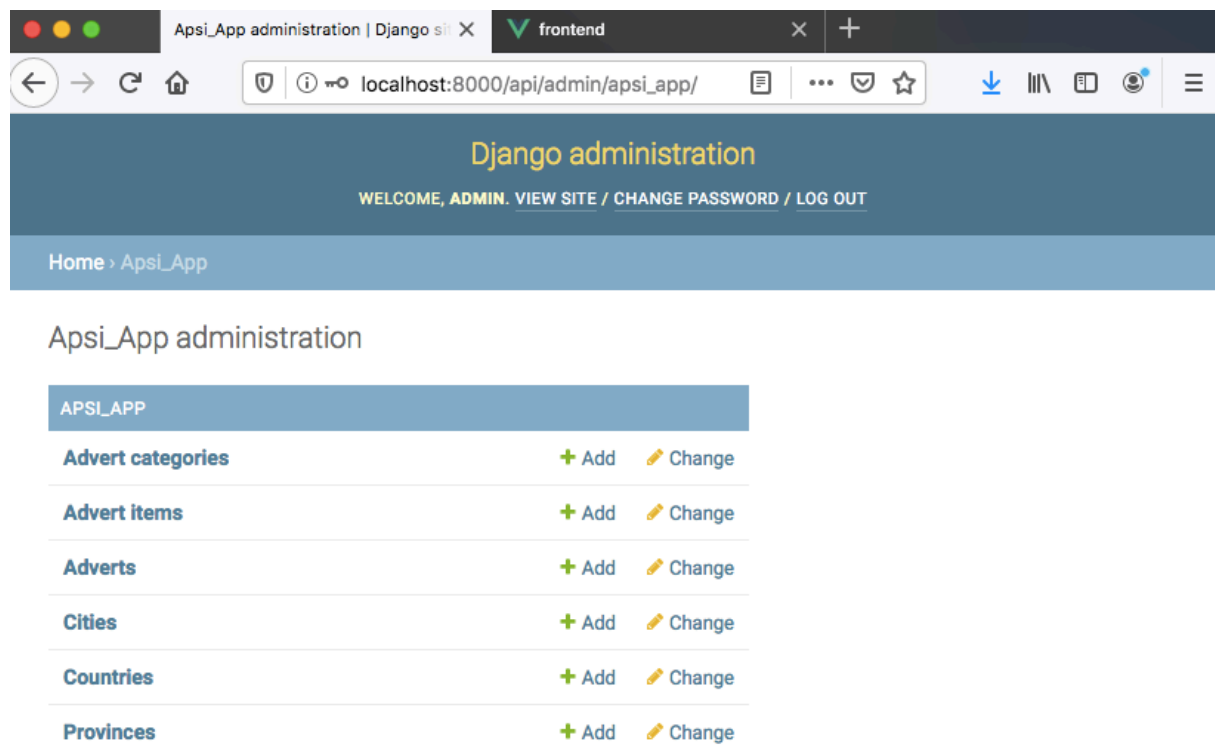 Apsi_App administration | Django si
frontend
localhost:8000/api/admin/apsi_app/
Django administration
WELCOME, ADMIN. VIEW SITE / CHANGE PASSWORD / LOG OUT
Home › Apsi_App
Apsi_App administration
APSI_APP
Advert categories + Add Change
Advert items + Add Change
Adverts + Add Change
Cities + Add Change
Countries + Add Change
Provinces + Add Change